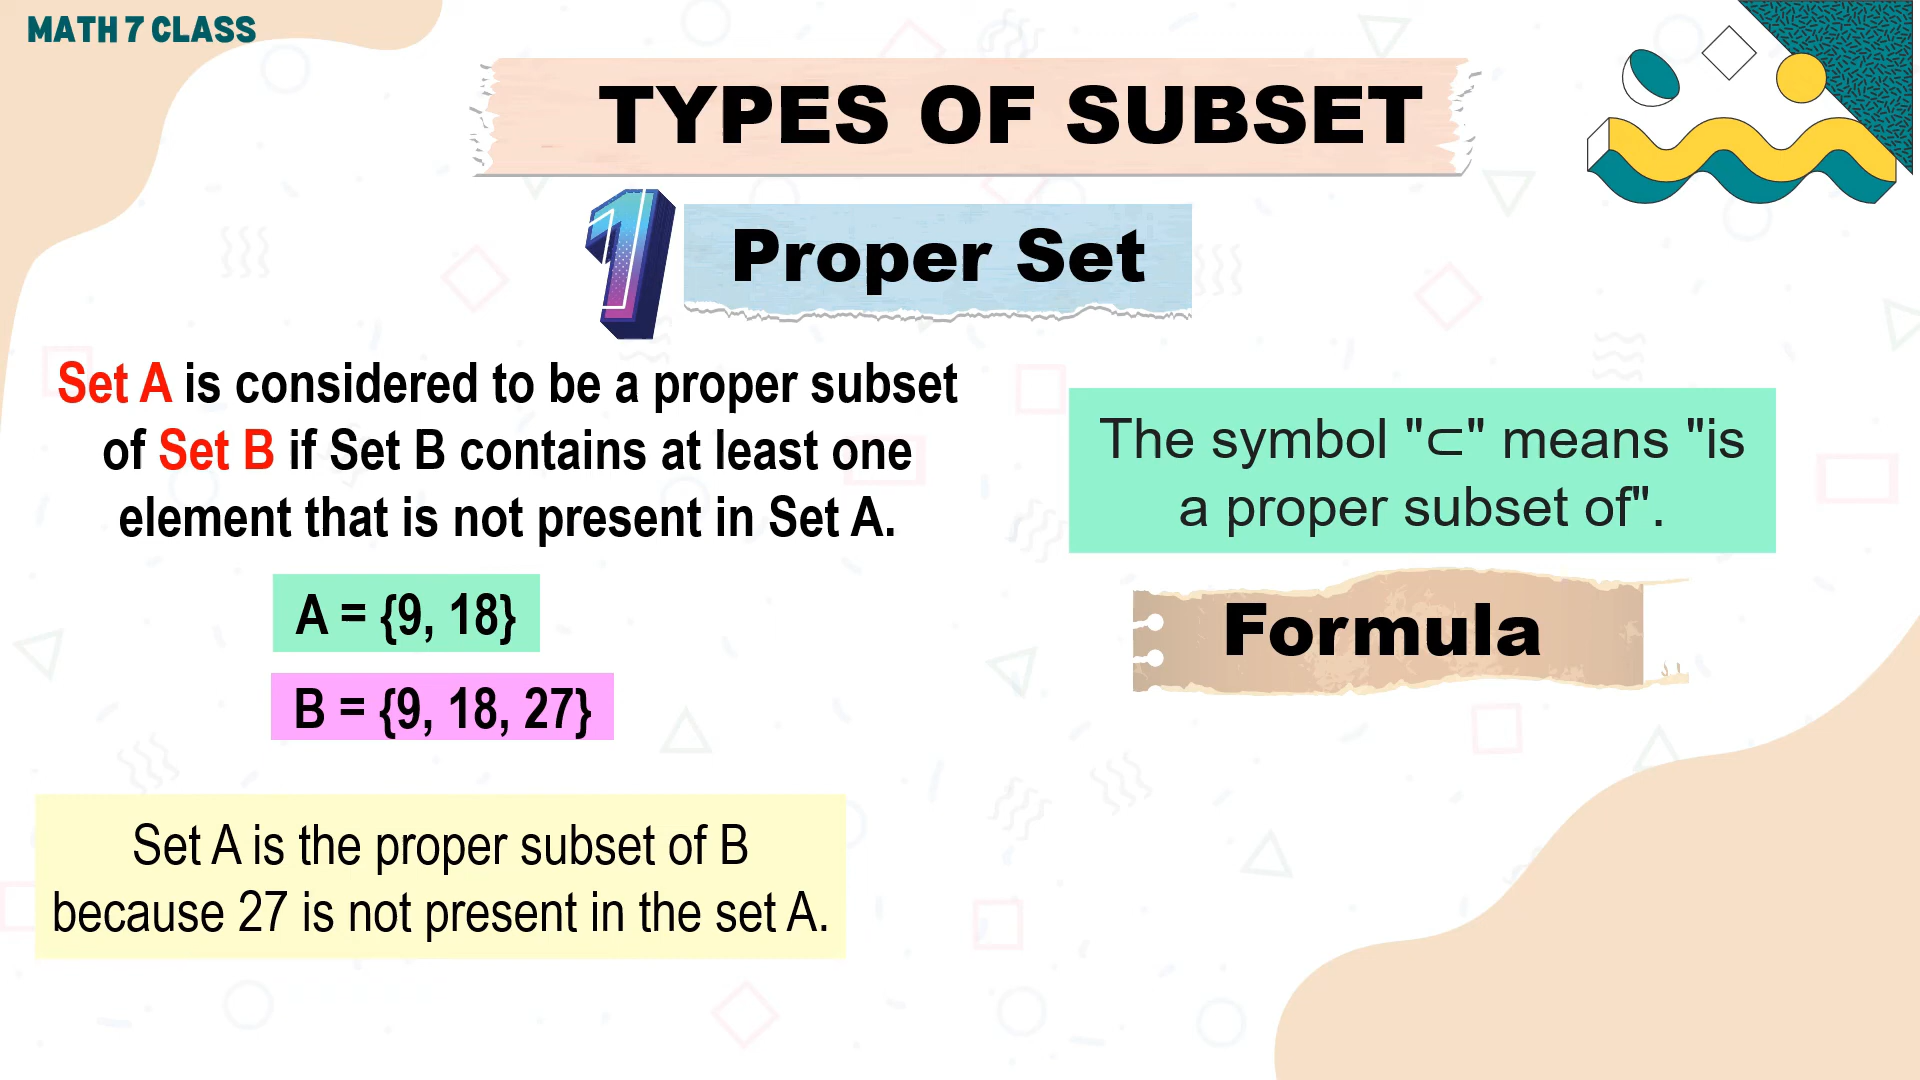 MATH 7 CLASS
TYPES OF SUBSET
1
Proper Set
Set A is considered to be a proper subset
of Set B if Set B contains at least one
element that is not present in Set A.
A = {9, 18}
B = {9, 18, 27}
Set A is the proper subset of B
because 27 is not present in the set A.
The symbol "⊂" means "is
a proper subset of".
Formula